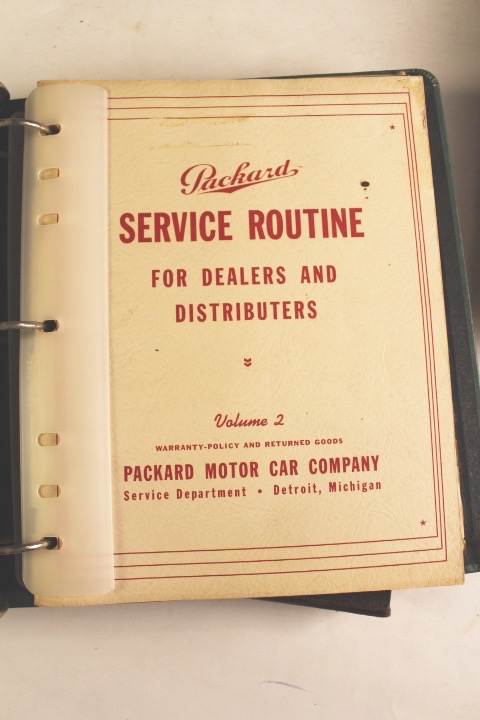 Packard
SERVICE ROUTINE
FOR DEALERS AND
DISTRIBUTERS
Volume 2
WARRANTY-POLICY AND RETURNED GOODS
PACKARD MOTOR CAR COMPANY
Service Department • Detroit, Michigan